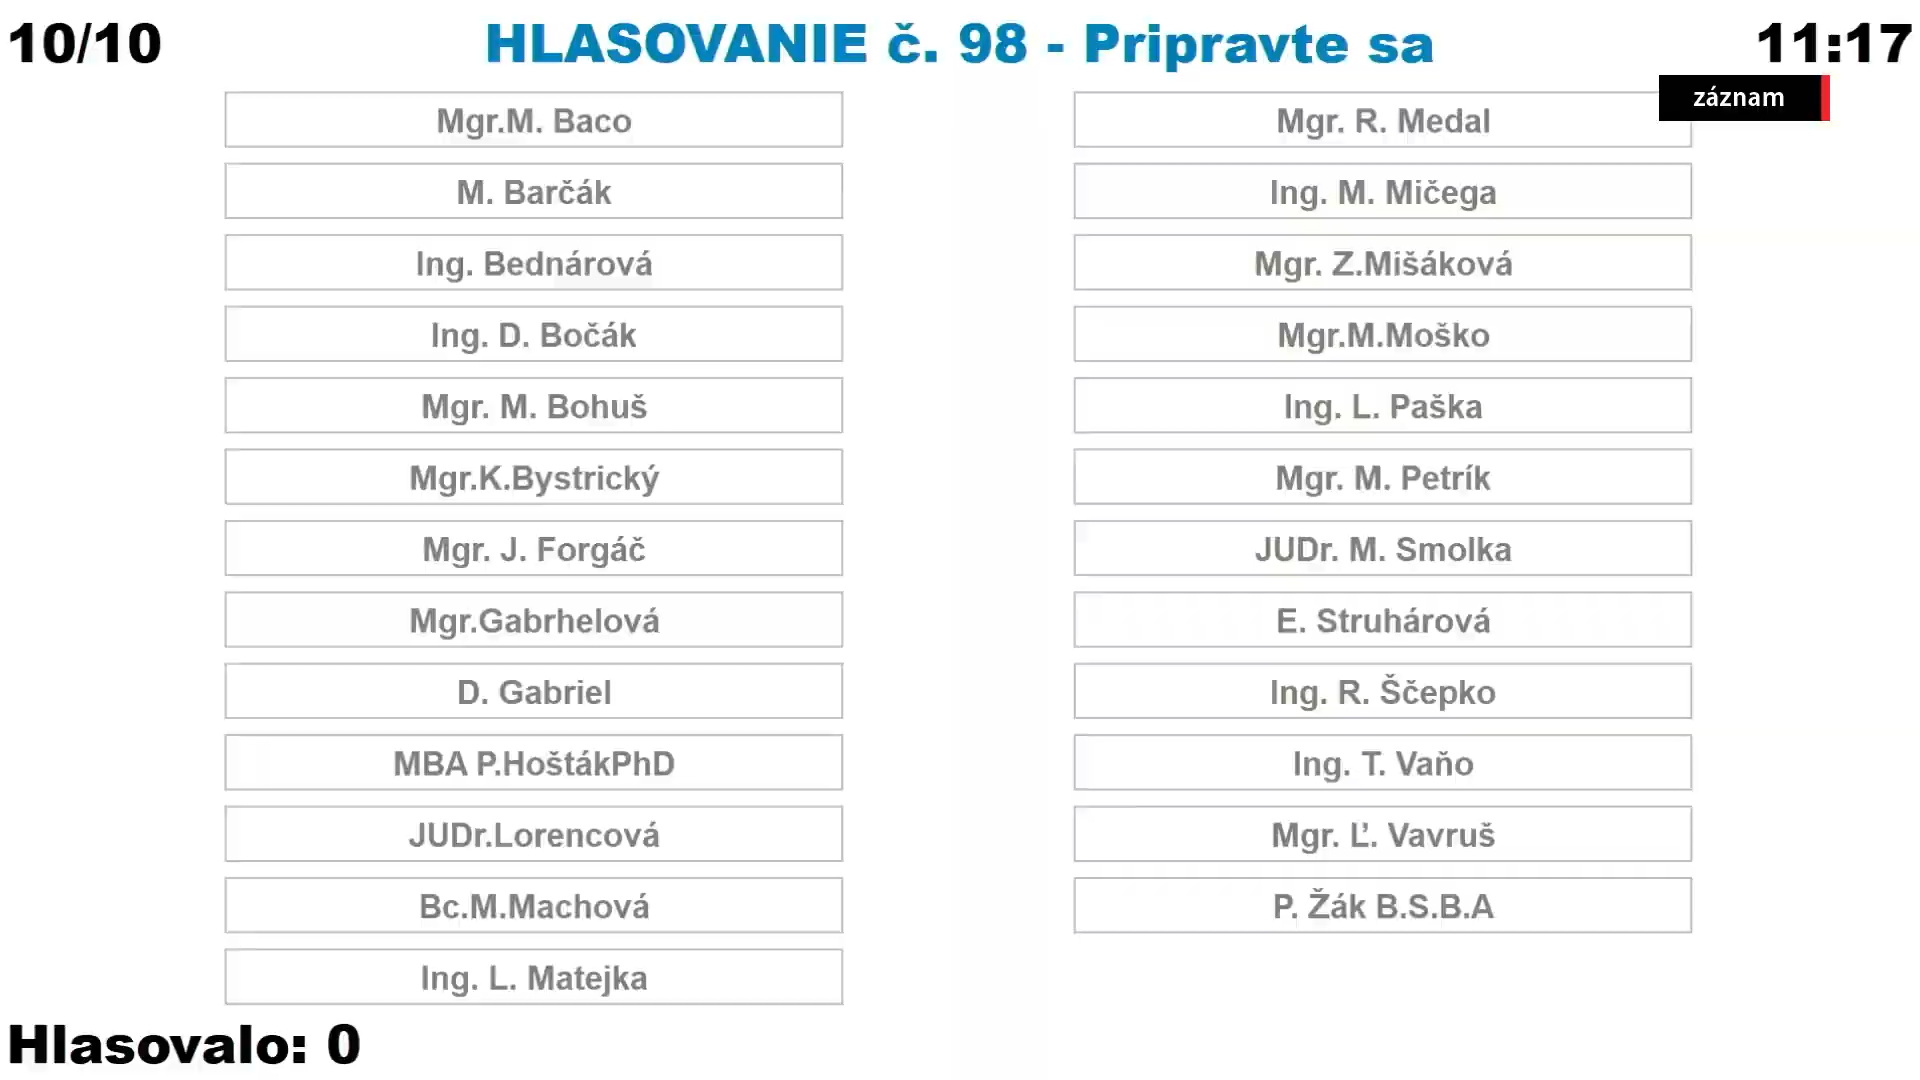 10/10
HLASOVANIE č. 98 - Pripravte sa
11:17
záznam
Mgr.M. Baco
M. Barčák
Ing. Bednárová
Ing. D. Bočák
Mgr. M. Bohuš
Mgr.K.Bystrický
Mgr. J. Forgáč
Mgr.Gabrhelová
D. Gabriel
MBA P.HoštákPhD
JUDr.Lorencová
Bc.M.Machová
Ing. L. Matejka
Mgr. R. Medal
Ing. M. Mičega
Mgr. Z.Mišáková
Mgr.M.Moško
Ing. L. Paška
Mgr. M. Petrík
JUDr. M. Smolka
E. Struhárová
Ing. R. Ščepko
Ing. T. Vaňo
Mgr. Ľ. Vavruš
P. Žák B.S.B.A
Hlasovalo: 0